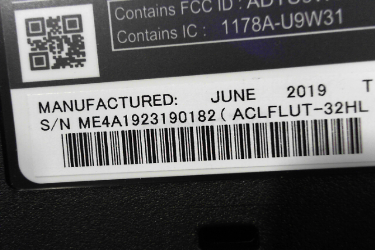 Contains FCC ID :
Contains IC : 1178A-U9W31
MANUFACTURED: JUNE 2019 T
S/N ME4A1923190182 ( ACLFLUT-32HL